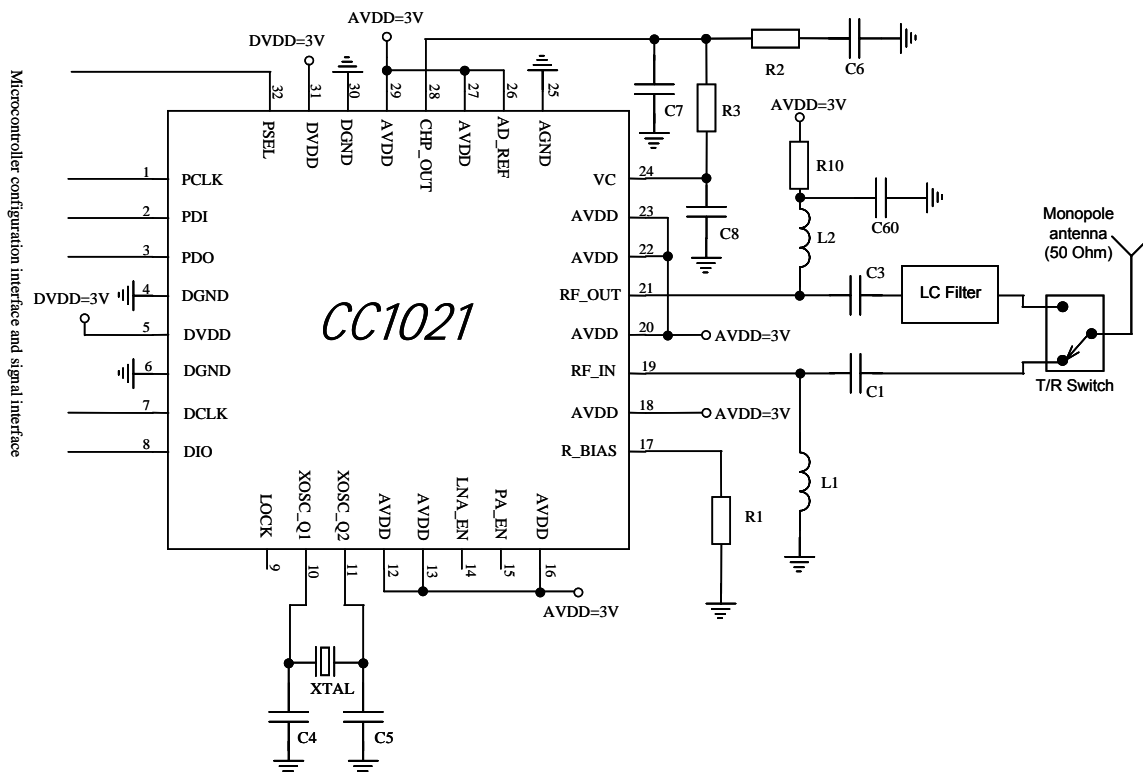 AVDD=3V
DVDD=3V
Microcontroller configuration interface and signal interface
32
31
30
29
28
27
26
25
PSEL
DVDD
DGND
AVDD
CHP_OUT
AVDD
AD_REF
AGND
R2
C6
C7
R3
AVDD=3V
R10
C60
L2
C8
Monopole
antenna
(50 Ohm)
1
PCLK
2
PDI
3
PDO
4
DGND
DVDD=3V
5
DVDD
6
DGND
7
DCLK
8
DIO
CC1021
VC
24
AVDD
23
AVDD
22
RF_OUT
21
AVDD
20
AVDD=3V
RF_IN
19
AVDD
18
AVDD=3V
R_BIAS
17
C3
LC Filter
C1
T/R Switch
L1
R1
LOCK
XOSC_Q1
XOSC_Q2
AVDD
AVDD
LNA_EN
PA_EN
AVDD
9
10
11
12
13
14
15
16
AVDD=3V
XTAL
C4
C5